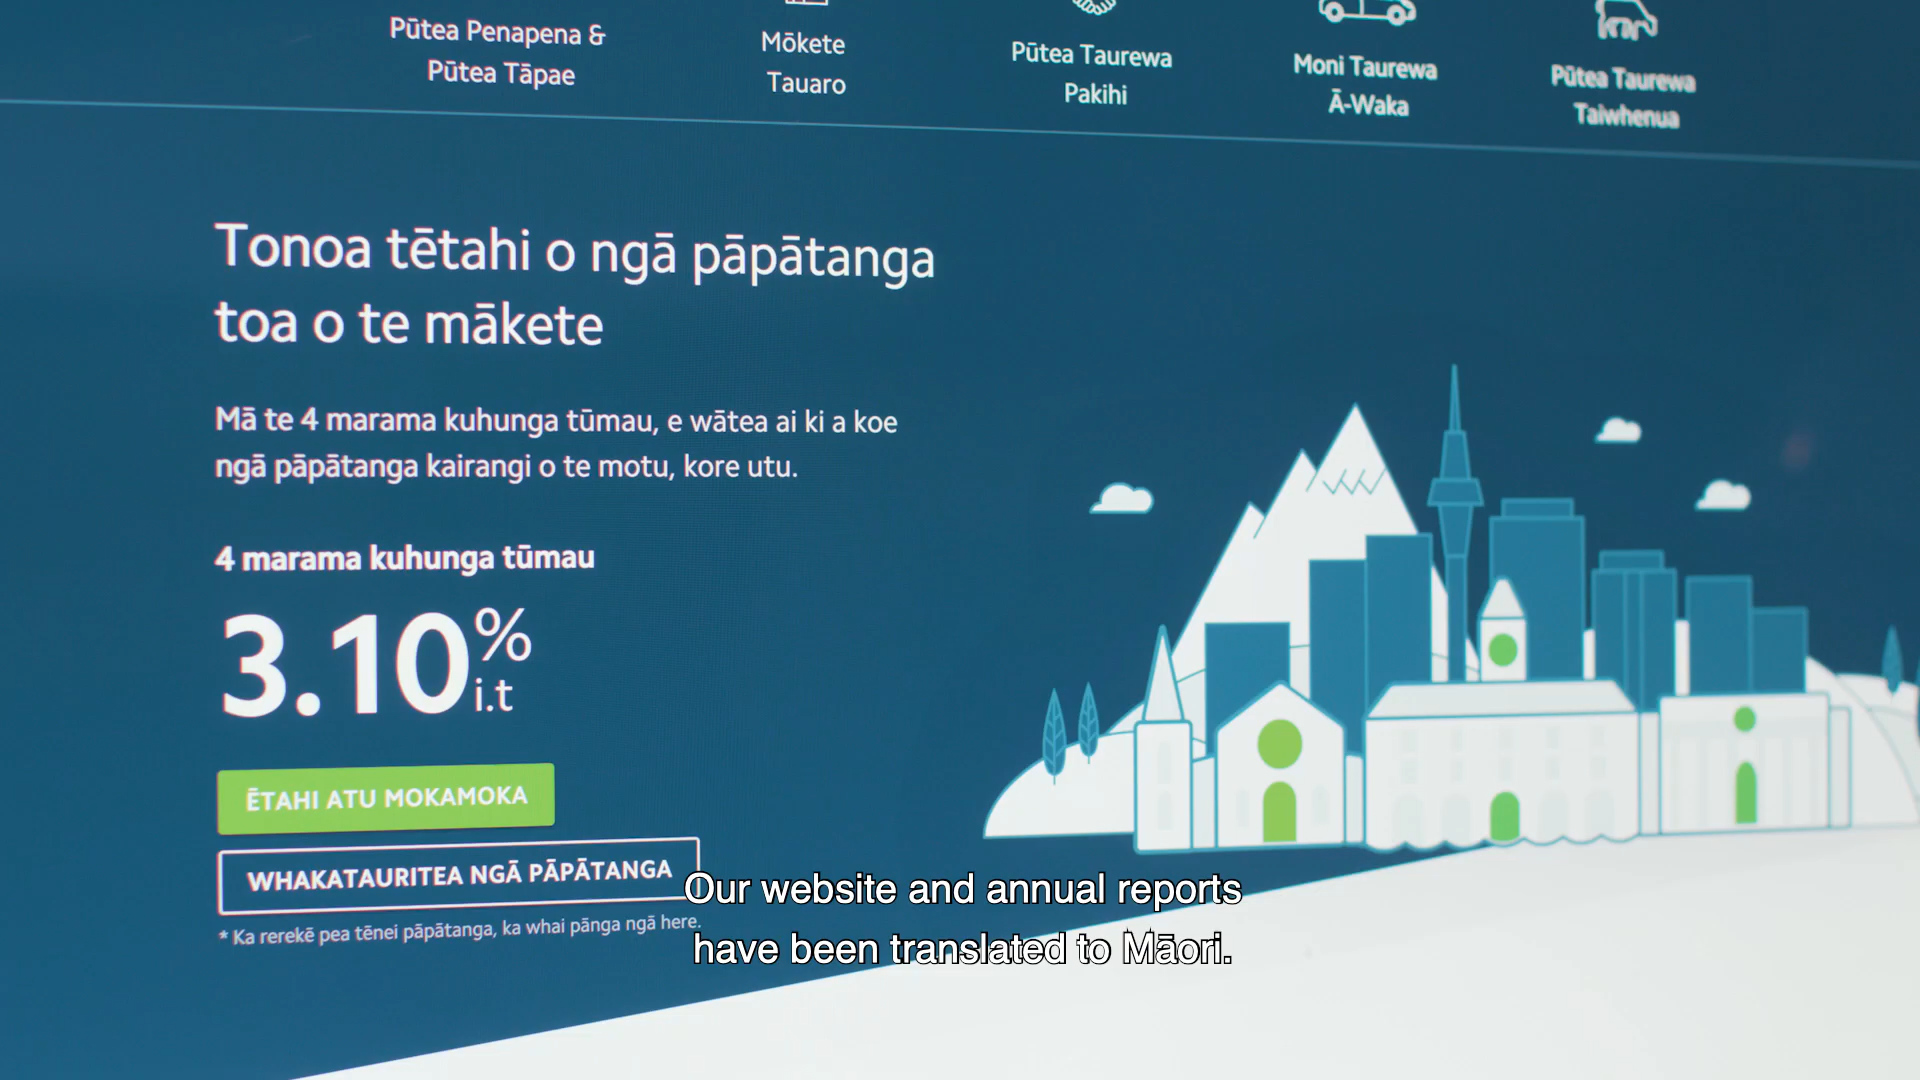 Pūtea Penapena &
Pūtea Tāpae
Mōkete
Tauaro
Pūtea Taurewa
Pakihi
Moni Taurewa
Ā-Waka
Pūtea Taurewa
Taiwhenua
Tonoa tētahi o ngā pāpātanga
toa o te mākete
Mā te 4 marama kuhunga tūmau, e wātea ai ki a koe
ngā pāpātanga kairangi o te motu, kore utu.
4 marama kuhunga tūmau
3.10%
i.t
ĒTAHI ATU MOKAMOKA
WHAKATAURITEA NGĀ PĀPĀTANGA
* Ka rerekē pea tēnei pāpātanga, ka whai pānga ngā here.
Our website and annual reports
have been translated to Māori.